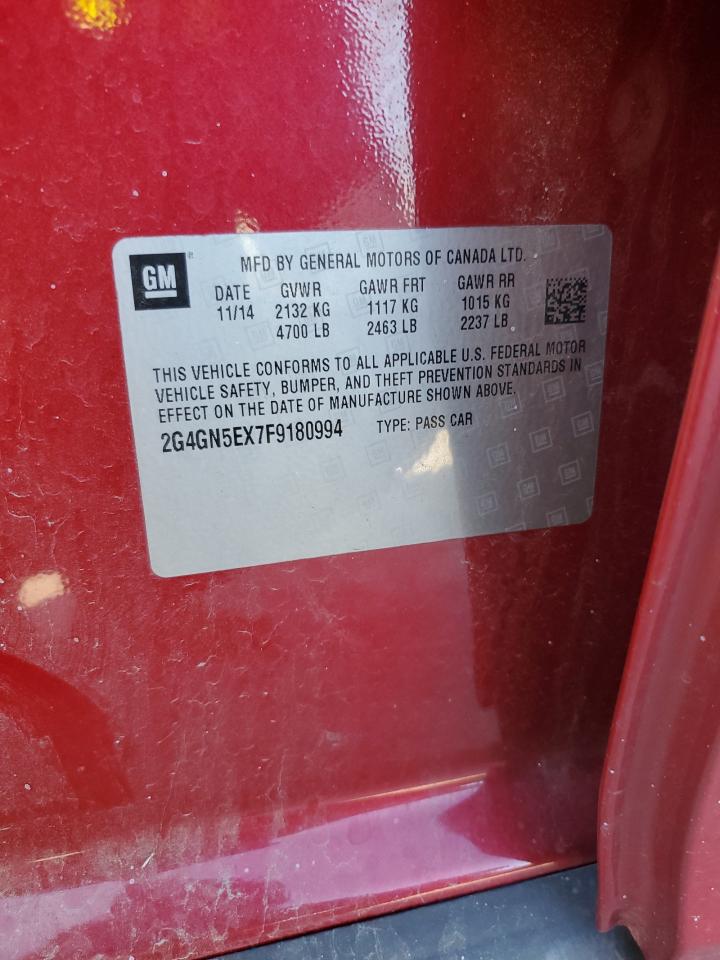 GM
MFD BY GENERAL MOTORS OF CANADA LTD.
DATE GVWR GAWR FRT GAWR RR
11/14 2132 KG 1117 KG 1015 KG
4700 LB 2463 LB 2237 LB
THIS VEHICLE CONFORMS TO ALL APPLICABLE U.S. FEDERAL MOTOR
VEHICLE SAFETY, BUMPER, AND THEFT PREVENTION STANDARDS IN
EFFECT ON THE DATE OF MANUFACTURE SHOWN ABOVE.
2G4GN5EX7F9180994 TYPE: PASS CAR